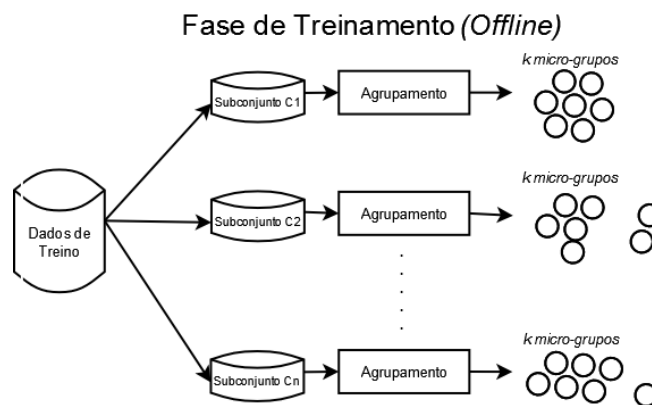 Fase de Treinamento (Offline)
k micro-grupos
Subconjunto C1
Agrupamento
k micro-grupos
Dados de
Treino
Subconjunto C2
Agrupamento
k micro-grupos
Subconjunto Cn
Agrupamento